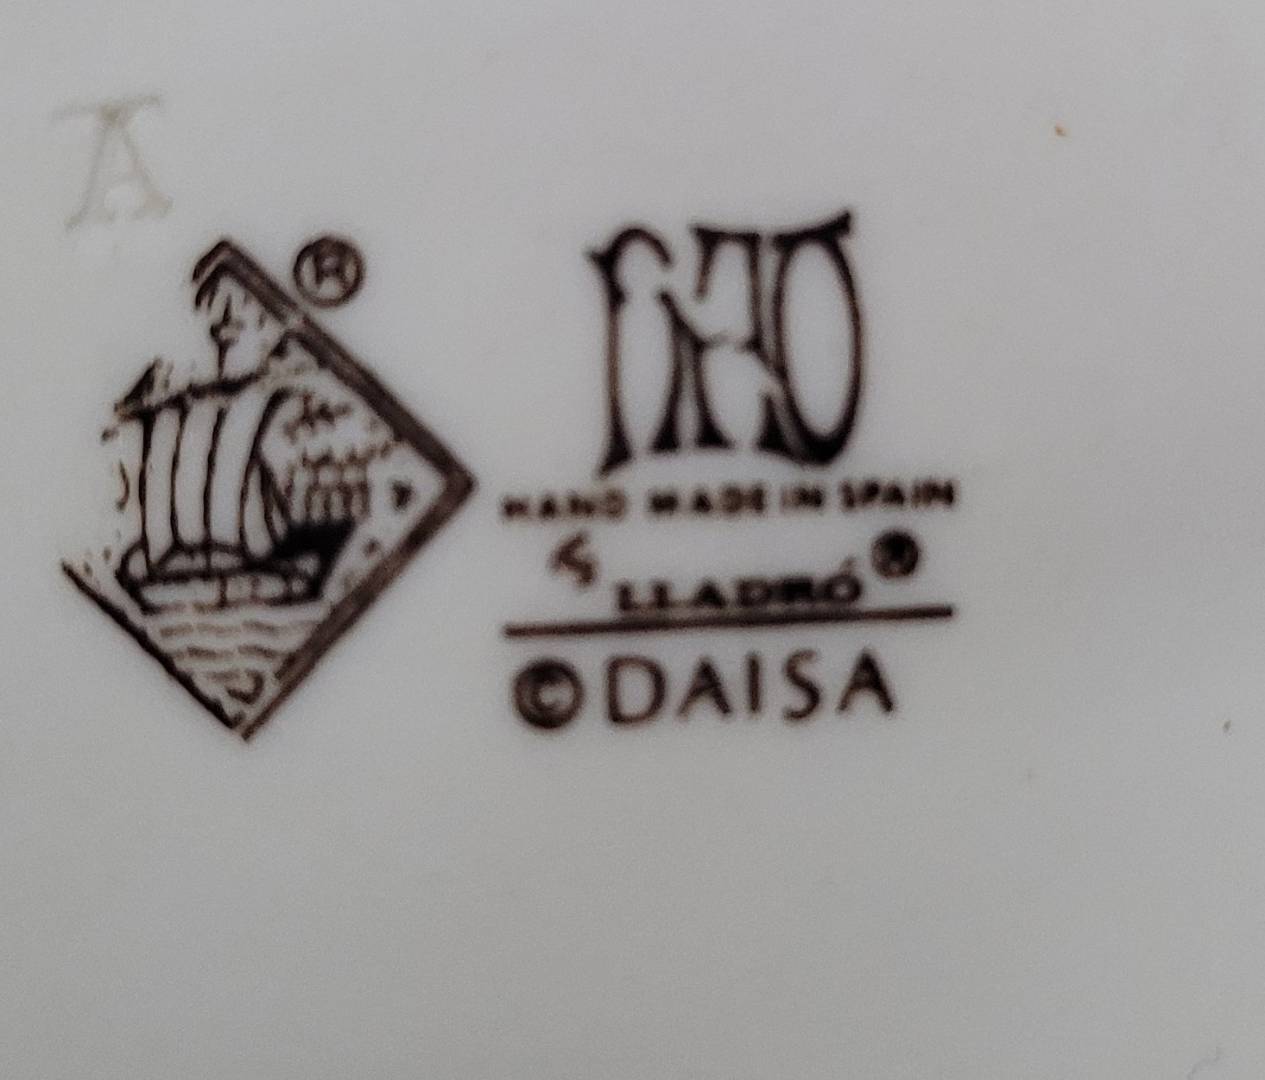 A
®
NAO
HAND MADE IN SPAIN
LLADRÓ ®
© DAISA